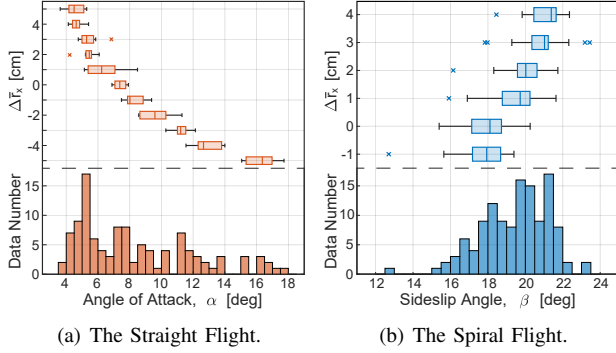 Δr̄ₓ [cm]
4
2
0
-2
-4
Data Number
15
10
5
0
4 6 8 10 12 14 16 18
Angle of Attack, α [deg]
(a) The Straight Flight.
Δr̄ₓ [cm]
4
3
2
1
0
-1
Data Number
15
10
5
0
12 14 16 18 20 22 24
Sideslip Angle, β [deg]
(b) The Spiral Flight.